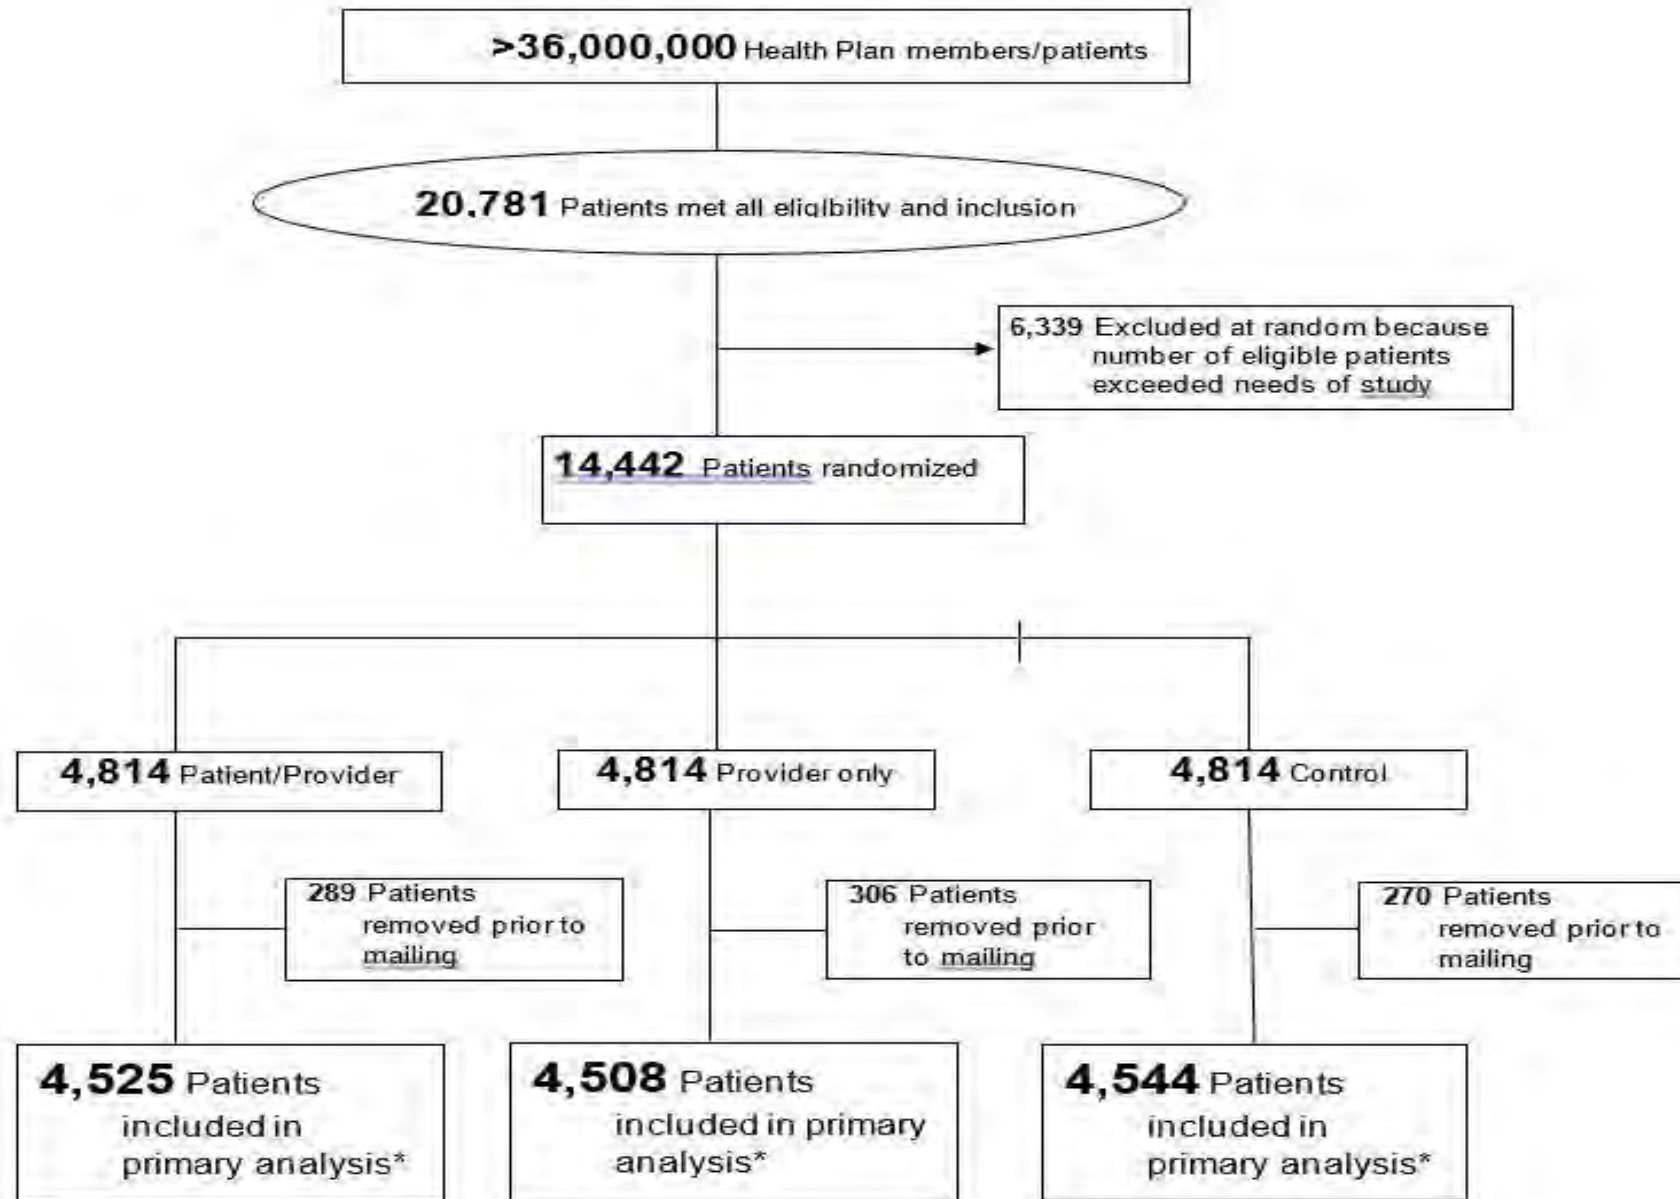 >36,000,000 Health Plan members/patients
20,781 Patients met all eligibility and inclusion
6,339 Excluded at random because
number of eligible patients
exceeded needs of study
14,442 Patients randomized
4,814 Patient/Provider
4,814 Provider only
4,814 Control
289 Patients
removed prior to
mailing
306 Patients
removed prior
to mailing
270 Patients
removed prior to
mailing
4,525 Patients
included in
primary analysis*
4,508 Patients
included in primary
analysis*
4,544 Patients
included in
primary analysis*